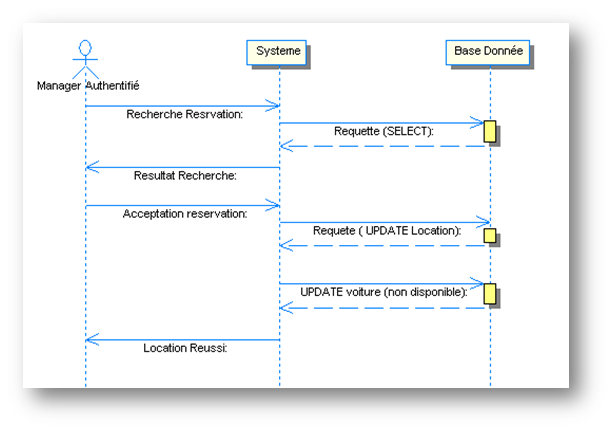 Systeme
Base Donnée
Manager Authentifié
Recherche Resrvation:
Requette (SELECT):
Resultat Recherche:
Acceptation reservation:
Requete ( UPDATE Location):
UPDATE voiture (non disponible):
Location Reussi: